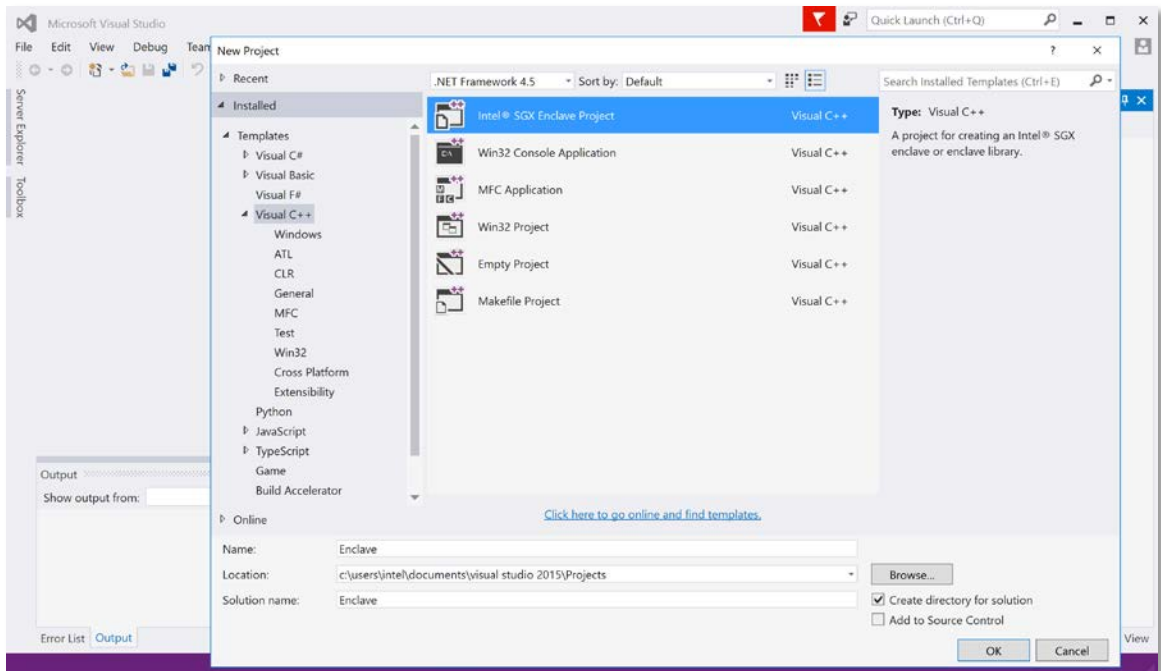 Microsoft Visual Studio
Quick Launch (Ctrl+Q)
File Edit View Debug Team
New Project
? ×
Recent
.NET Framework 4.5 Sort by: Default
Search Installed Templates (Ctrl+E)
Installed
Templates
Visual C#
Visual Basic
Visual F#
Visual C++
Windows
ATL
CLR
General
MFC
Test
Win32
Cross Platform
Extensibility
Python
JavaScript
TypeScript
Game
Build Accelerator
Online
Intel® SGX Enclave Project Visual C++
Win32 Console Application Visual C++
MFC Application Visual C++
Win32 Project Visual C++
Empty Project Visual C++
Makefile Project Visual C++
Click here to go online and find templates.
Type: Visual C++
A project for creating an Intel® SGX
enclave or enclave library.
Server Explorer
Toolbox
Output
Show output from:
Name: Enclave
Location: c:\users\intel\documents\visual studio 2015\Projects
Browse...
Solution name: Enclave
Create directory for solution
Add to Source Control
OK Cancel
Error List Output
View